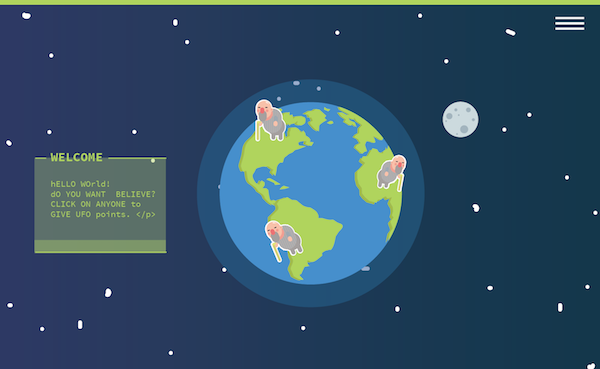 WELCOME
hELLO WOrld!
dO YOU WANT  BELIEVE?
CLICK ON ANYONE to
GIVE UFO points. </p>